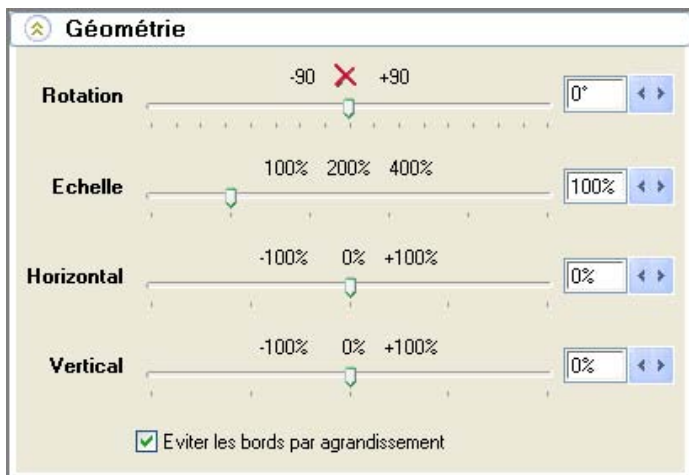 Géométrie
-90 +90
Rotation 0°
100% 200% 400%
Echelle 100%
-100% 0% +100%
Horizontal 0%
-100% 0% +100%
Vertical 0%
Eviter les bords par agrandissement